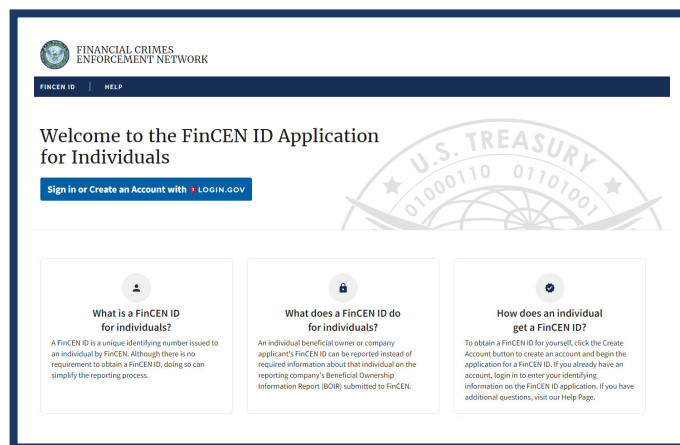 FINANCIAL CRIMES
ENFORCEMENT NETWORK
FINCEN ID | HELP
Welcome to the FinCEN ID Application
for Individuals
Sign in or Create an Account with LOGIN.GOV
U.S. TREASURY
01000110 01101001
What is a FinCEN ID
for individuals?
A FinCEN ID is a unique identifying number issued to
an individual by FinCEN. Although there is no
requirement to obtain a FinCEN ID, doing so can
simplify the reporting process.
What does a FinCEN ID do
for individuals?
An individual beneficial owner or company
applicant's FinCEN ID can be reported instead of
required information about that individual on the
reporting company's Beneficial Ownership
Information Report (BOIR) submitted to FinCEN.
How does an individual
get a FinCEN ID?
To obtain a FinCEN ID for yourself, click the Create
Account button to create an account and begin the
application for a FinCEN ID. If you already have an
account, login in to enter your identifying
information on the FinCEN ID application. If you have
additional questions, visit our Help Page.